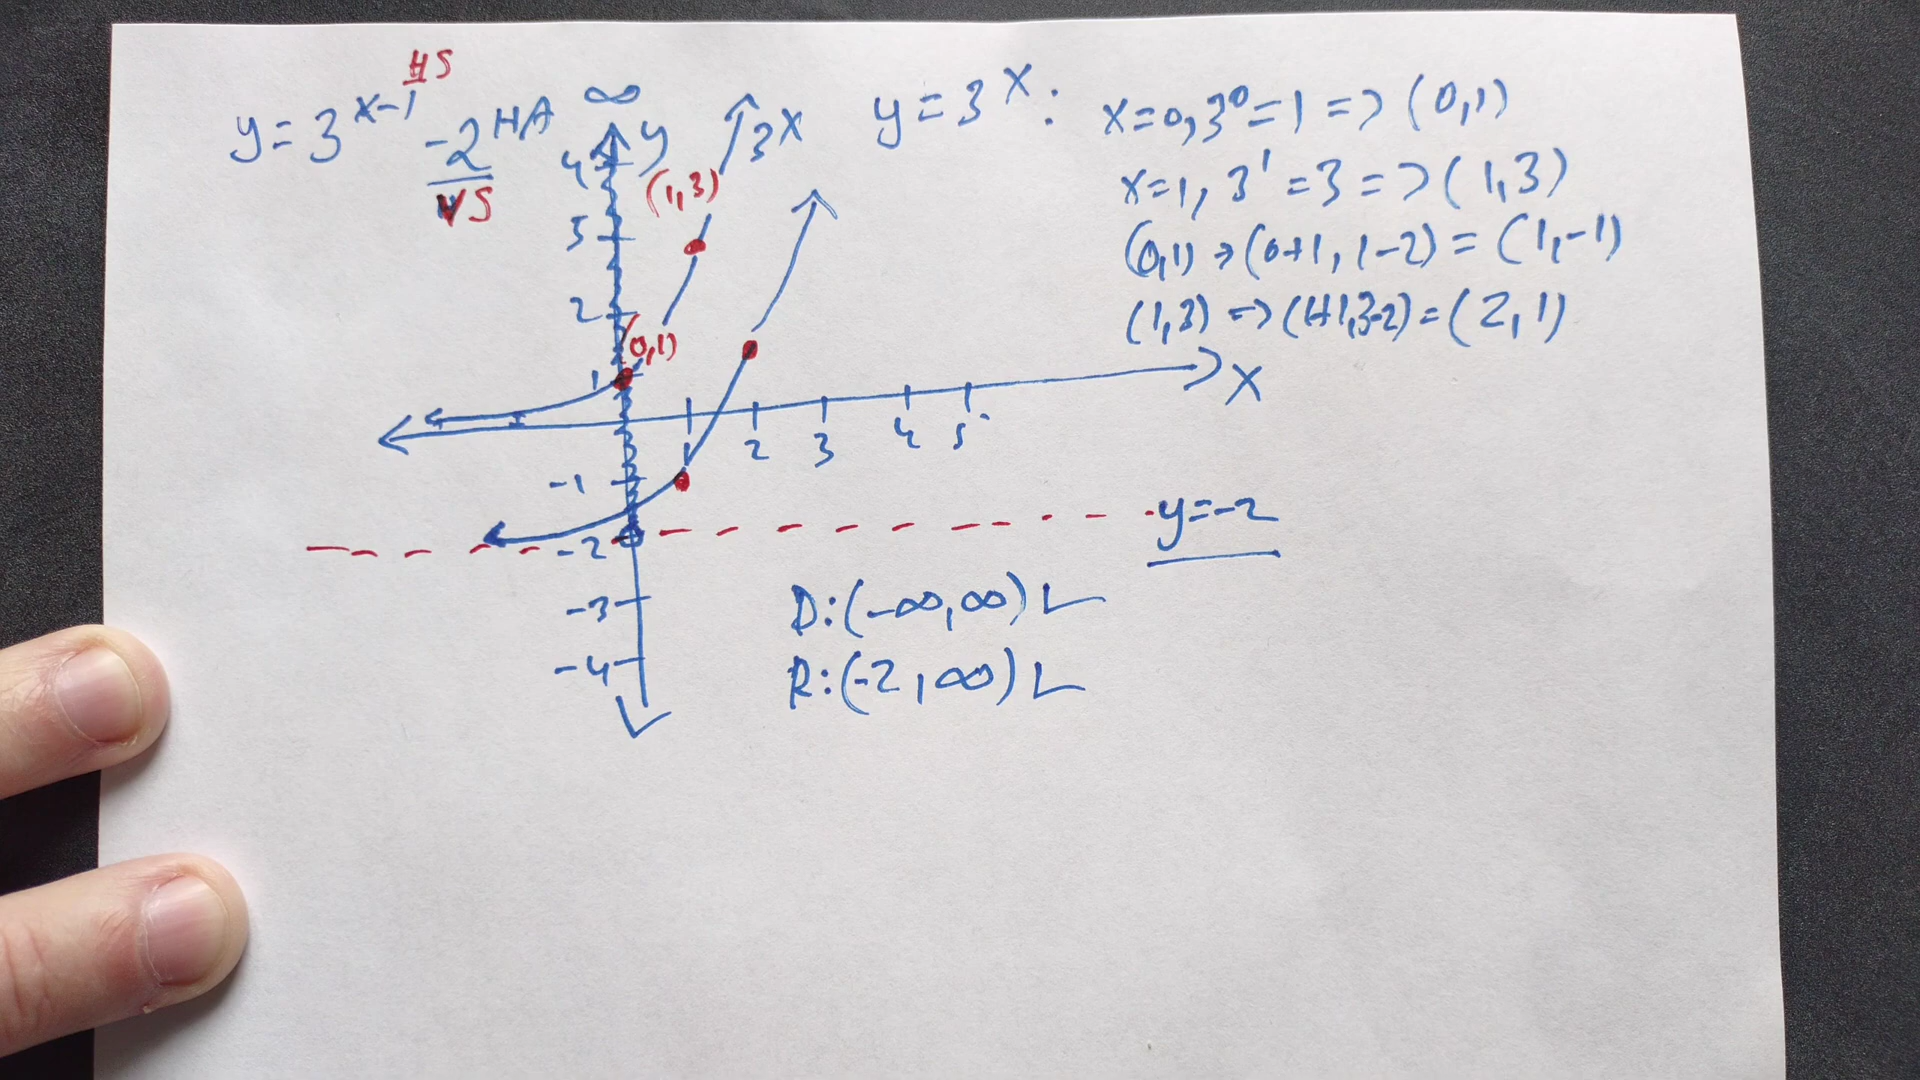 HS
y = 3^{x-1} -2 HA
VS
∞
y
3^x
y = 3^x :
x=0, 3^0 = 1 => (0,1)
x=1, 3^1 = 3 => (1,3)
(0,1) → (0+1, 1-2) = (1,-1)
(1,3) => (1+1,3-2) = (2,1)
4
(1,3)
3
2
(0,1)
1
x
1 2 3 4 5
-1
y=-2
-2
-3
-4
D: (-∞,∞)
R: (-2,∞)